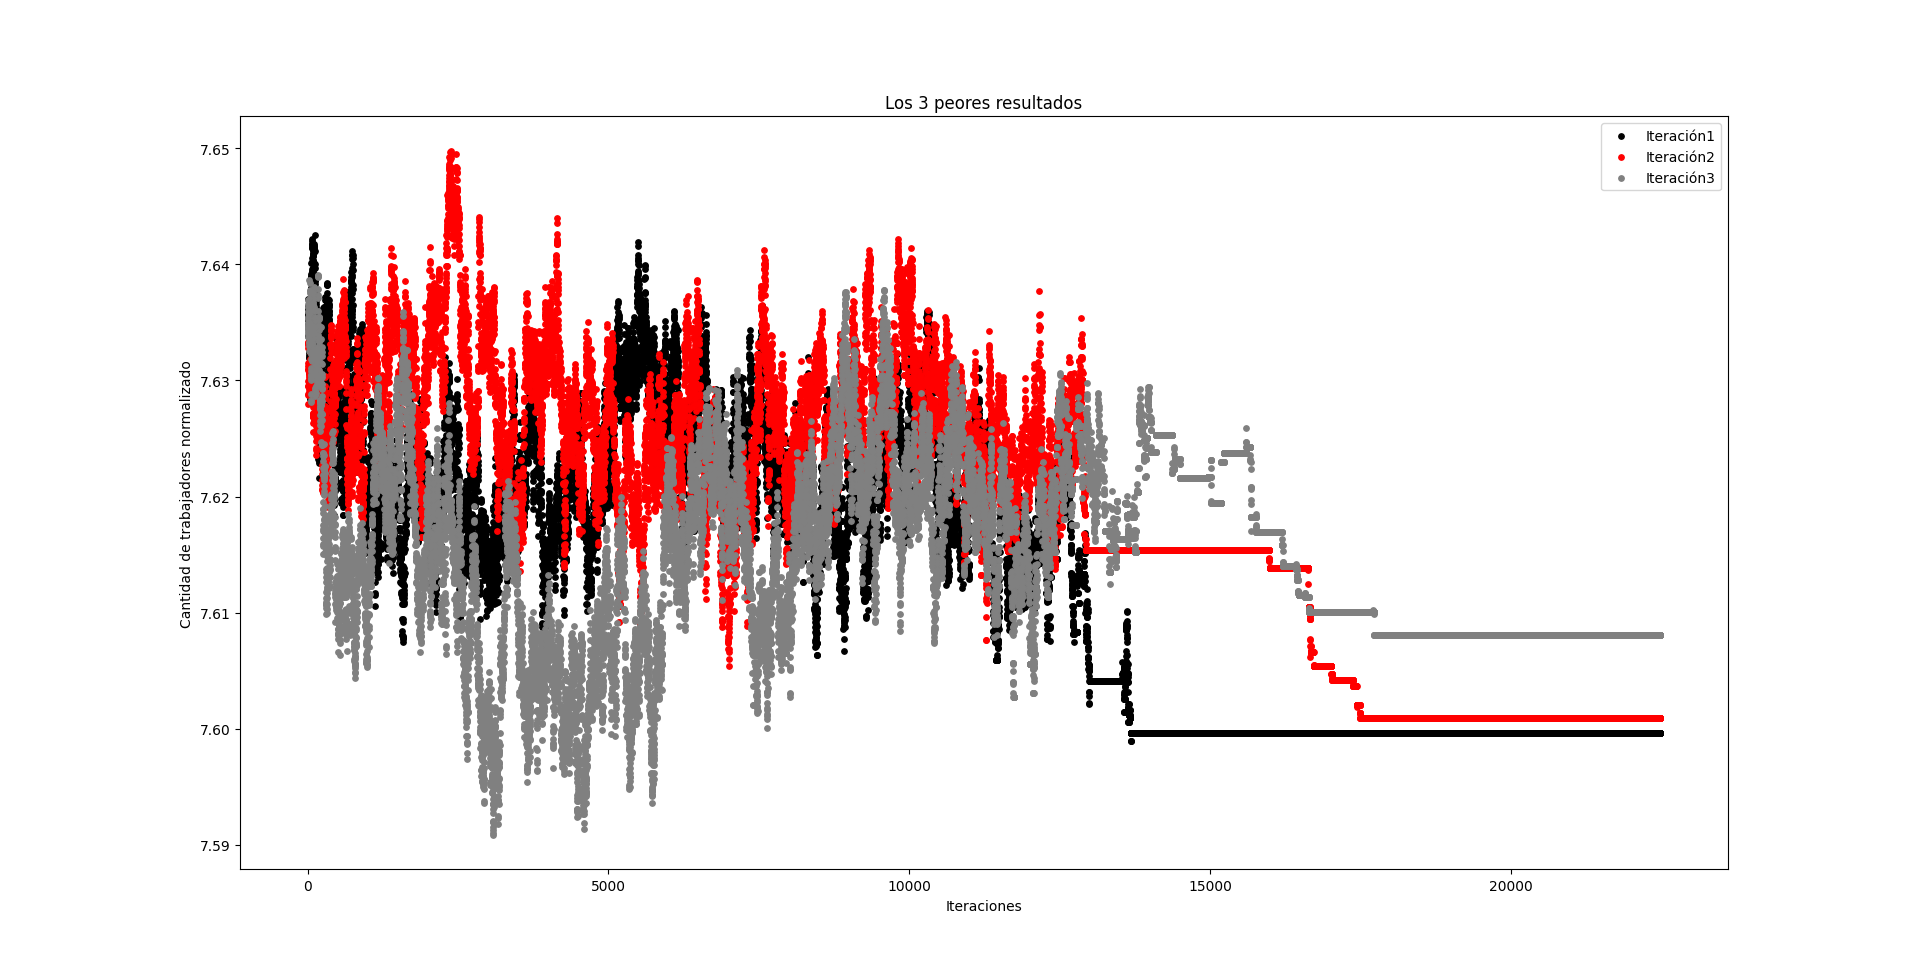 Los 3 peores resultados
Iteración1
Iteración2
Iteración3
Cantidad de trabajadores normalizado
7.65
7.64
7.63
7.62
7.61
7.60
7.59
0 5000 10000 15000 20000
Iteraciones